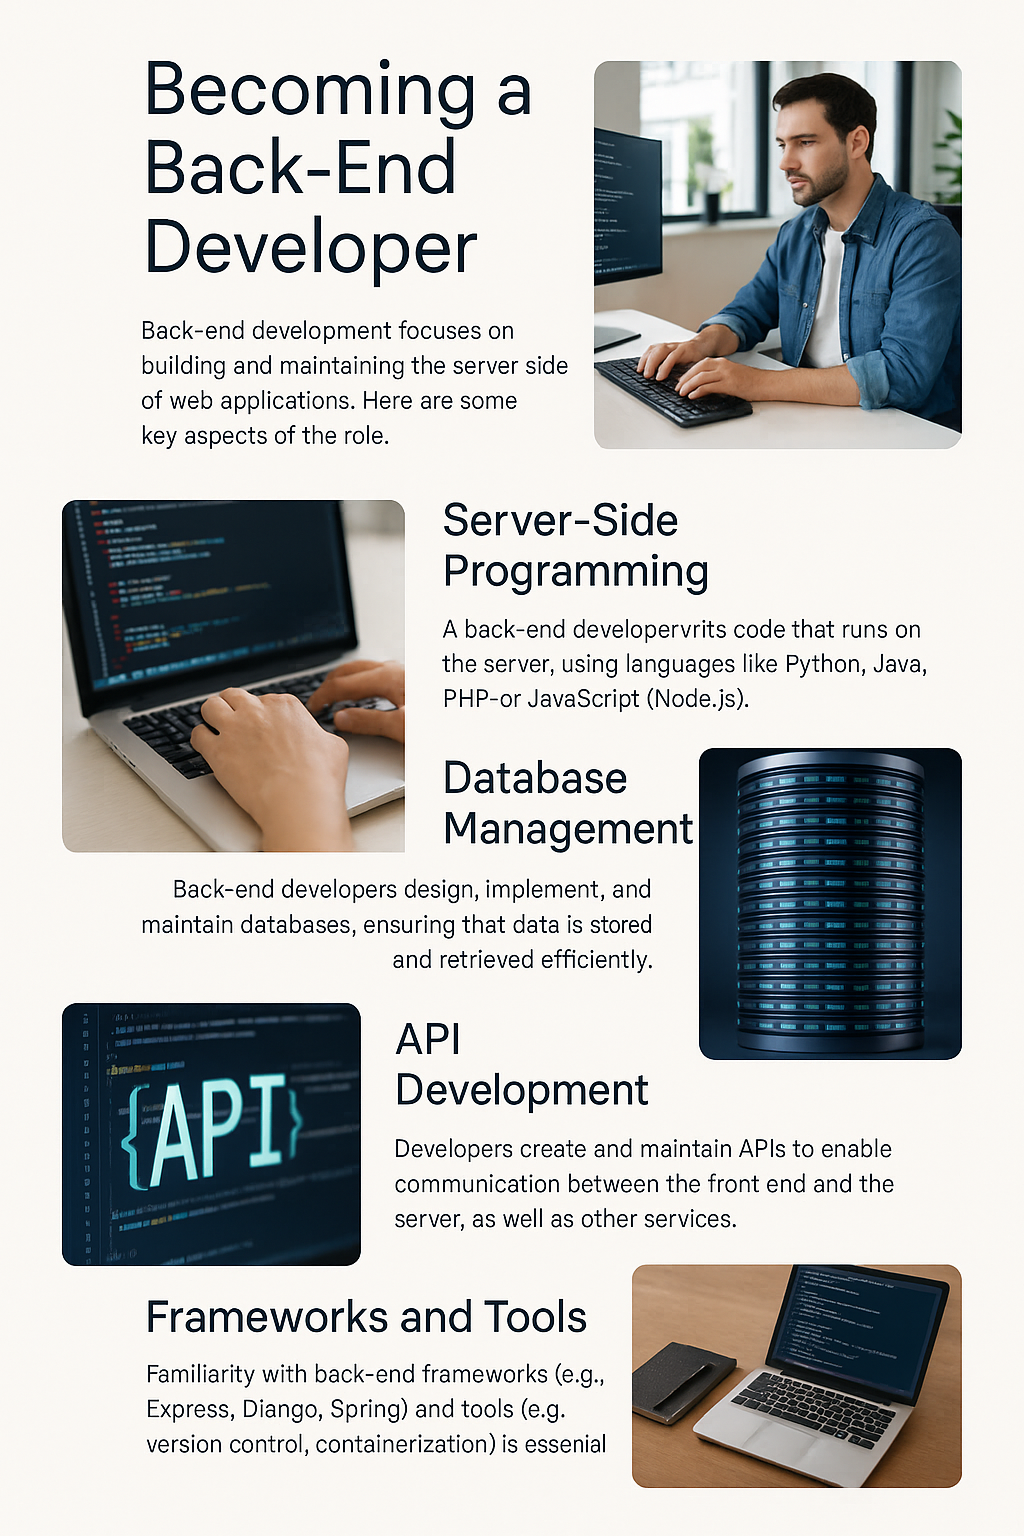 Becoming a
Back-End
Developer
Back-end development focuses on
building and maintaining the server side
of web applications. Here are some
key aspects of the role.
Server-Side
Programming
A back-end developervrits code that runs on
the server, using languages like Python, Java,
PHP-or JavaScript (Node.js).
Database
Management
Back-end developers design, implement, and
maintain databases, ensuring that data is stored
and retrieved efficiently.
{API}
API
Development
Developers create and maintain APIs to enable
communication between the front end and the
server, as well as other services.
Frameworks and Tools
Familiarity with back-end frameworks (e.g.,
Express, Diango, Spring) and tools (e.g.
version control, containerization) is essenial